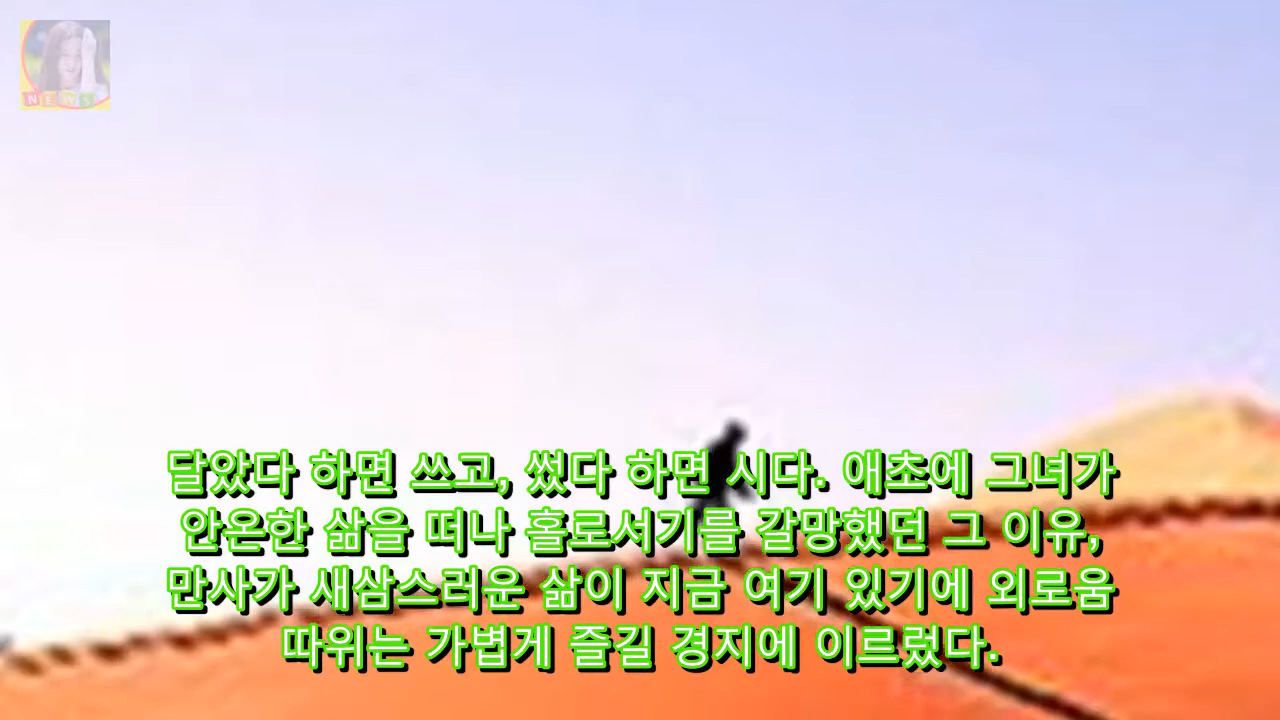 NEWS
달았다 하면 쓰고, 썼다 하면 시다. 애초에 그녀가
안온한 삶을 떠나 홀로서기를 갈망했던 그 이유,
만사가 새삼스러운 삶이 지금 여기 있기에 외로움
따위는 가볍게 즐길 경지에 이르렀다.